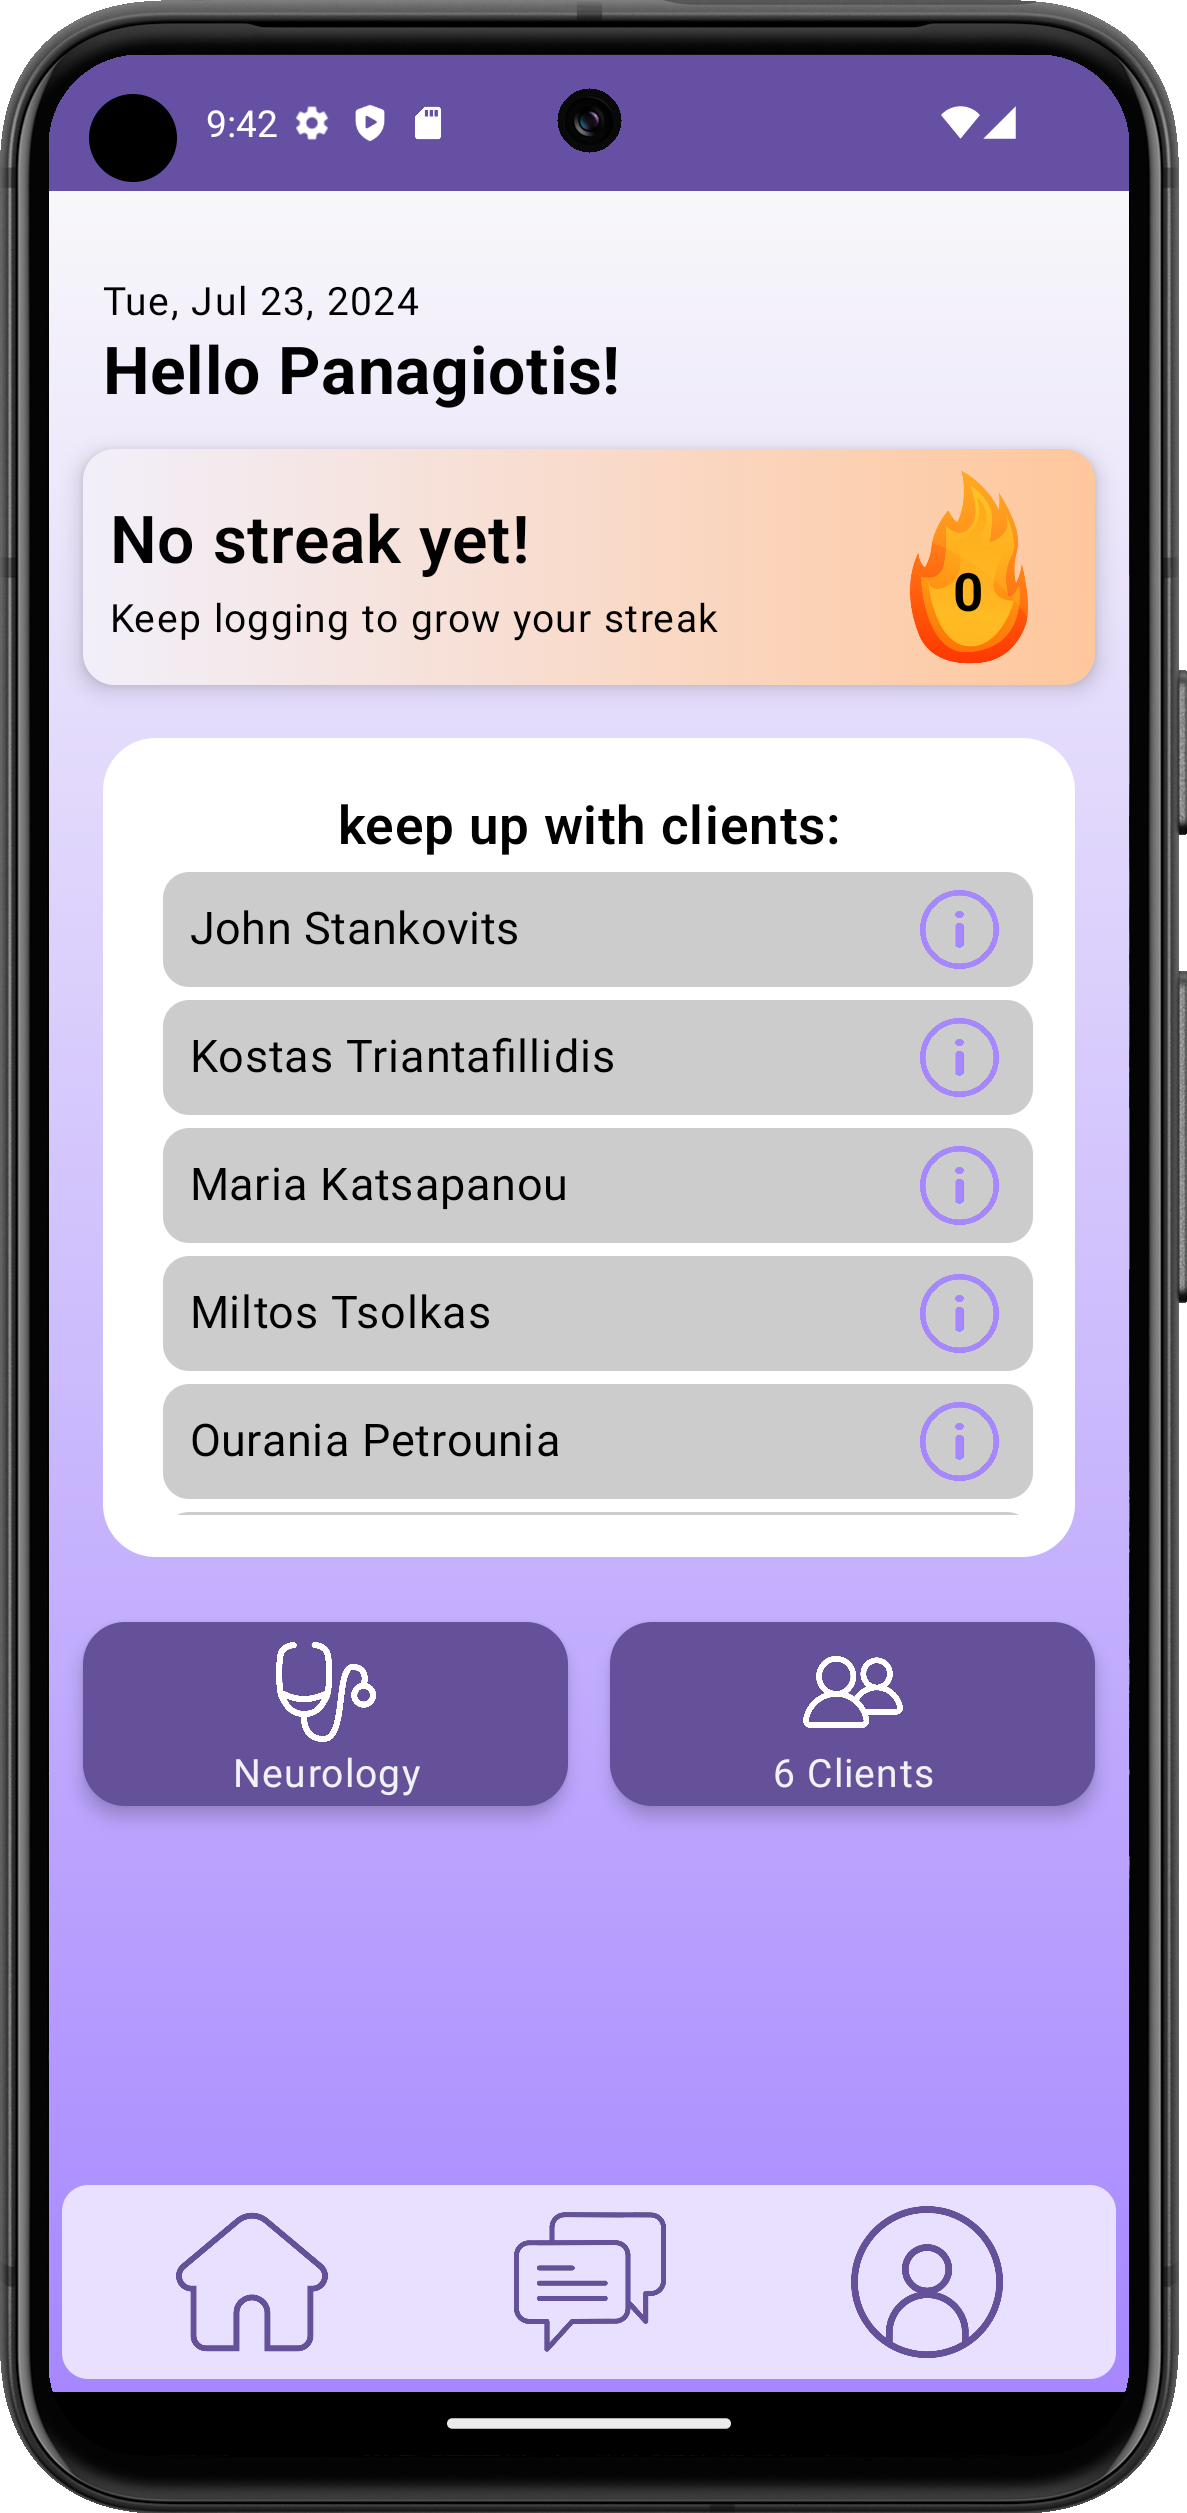 9:42
Tue, Jul 23, 2024
Hello Panagiotis!
No streak yet!
Keep logging to grow your streak
0
keep up with clients:
John Stankovits
Kostas Triantafillidis
Maria Katsapanou
Miltos Tsolkas
Ourania Petrounia
Neurology
6 Clients